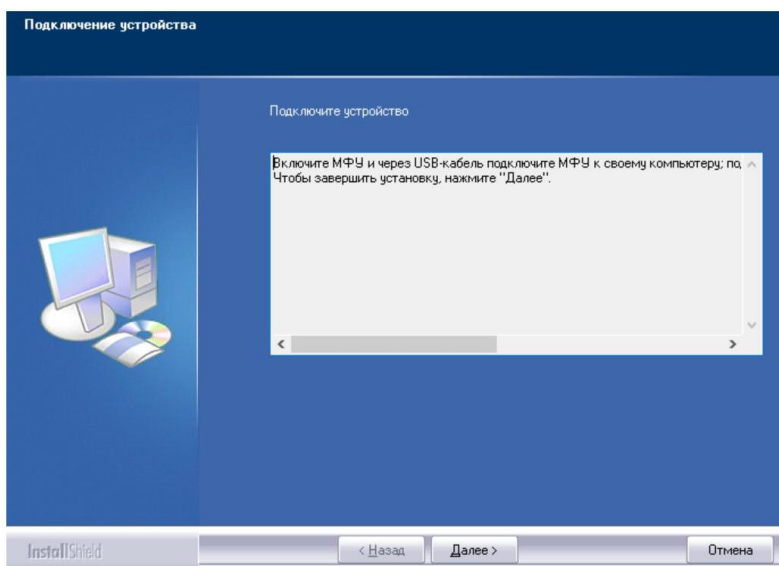 Подключение устройства
Подключите устройство
Включите МФУ и через USB-кабель подключите МФУ к своему компьютеру;
Чтобы завершить установку, нажмите "Далее".
InstallShield
< Назад
Далее >
Отмена